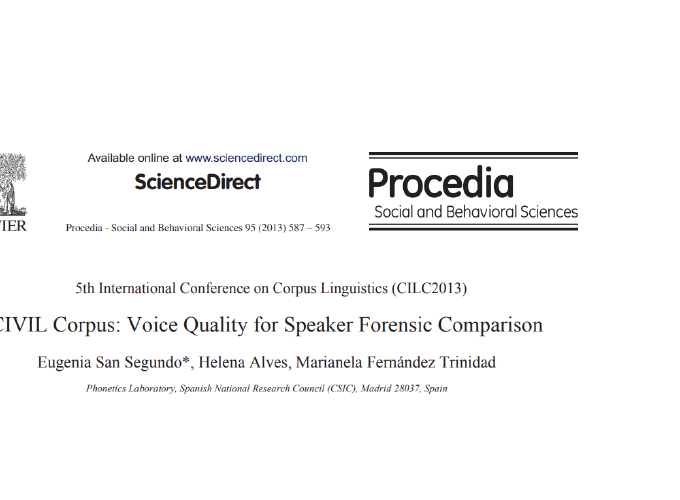 Available online at www.sciencedirect.com
ScienceDirect
Procedia
Social and Behavioral Sciences
Procedia - Social and Behavioral Sciences 95 (2013) 587 – 593
5th International Conference on Corpus Linguistics (CILC2013)
CIVIL Corpus: Voice Quality for Speaker Forensic Comparison
Eugenia San Segundo*, Helena Alves, Marianela Fernández Trinidad
Phonetics Laboratory, Spanish National Research Council (CSIC), Madrid 28037, Spain